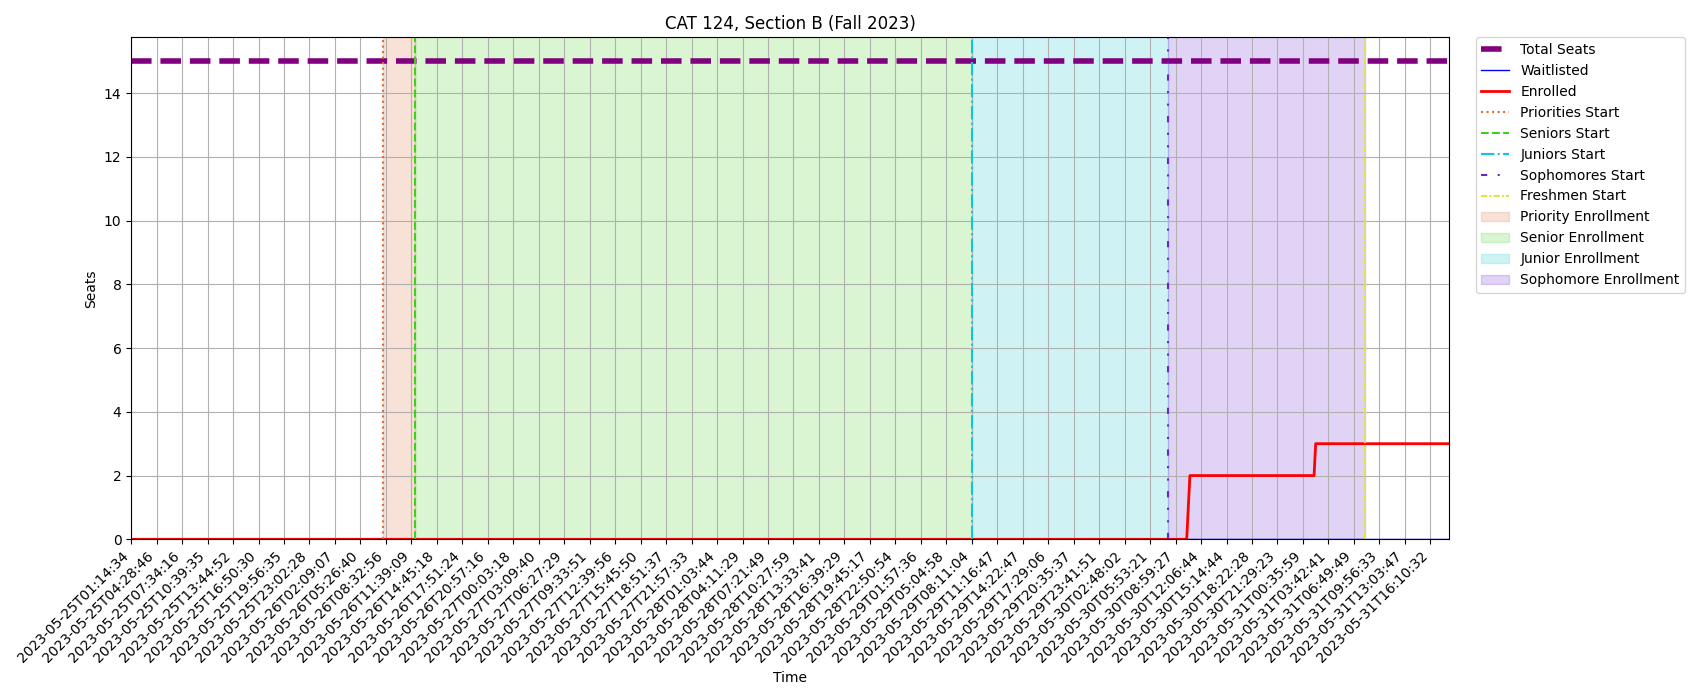 CAT 124, Section B (Fall 2023)
Total Seats
Waitlisted
Enrolled
Priorities Start
Seniors Start
Juniors Start
Sophomores Start
Freshmen Start
Priority Enrollment
Senior Enrollment
Junior Enrollment
Sophomore Enrollment
Seats
14
12
10
8
6
4
2
0
2023-05-25T01:14:34
2023-05-25T04:28:46
2023-05-25T07:34:16
2023-05-25T10:39:35
2023-05-25T13:44:52
2023-05-25T16:50:30
2023-05-25T19:56:35
2023-05-25T23:02:28
2023-05-26T02:09:07
2023-05-26T05:26:40
2023-05-26T08:32:56
2023-05-26T11:39:09
2023-05-26T14:45:18
2023-05-26T17:51:24
2023-05-26T20:57:16
2023-05-27T00:03:18
2023-05-27T03:09:40
2023-05-27T06:27:29
2023-05-27T09:33:51
2023-05-27T12:39:56
2023-05-27T15:45:50
2023-05-27T18:51:37
2023-05-27T21:57:33
2023-05-28T01:03:44
2023-05-28T04:11:29
2023-05-28T07:21:49
2023-05-28T10:27:59
2023-05-28T13:33:41
2023-05-28T16:39:29
2023-05-28T19:45:17
2023-05-28T22:50:54
2023-05-29T01:57:36
2023-05-29T05:04:58
2023-05-29T08:11:04
2023-05-29T11:16:47
2023-05-29T14:22:47
2023-05-29T17:29:06
2023-05-29T20:35:37
2023-05-29T23:41:51
2023-05-30T02:48:02
2023-05-30T05:53:21
2023-05-30T08:59:27
2023-05-30T12:06:44
2023-05-30T15:14:44
2023-05-30T18:22:28
2023-05-30T21:29:23
2023-05-31T00:35:59
2023-05-31T03:42:41
2023-05-31T06:49:49
2023-05-31T09:56:33
2023-05-31T13:03:47
2023-05-31T16:10:32
Time